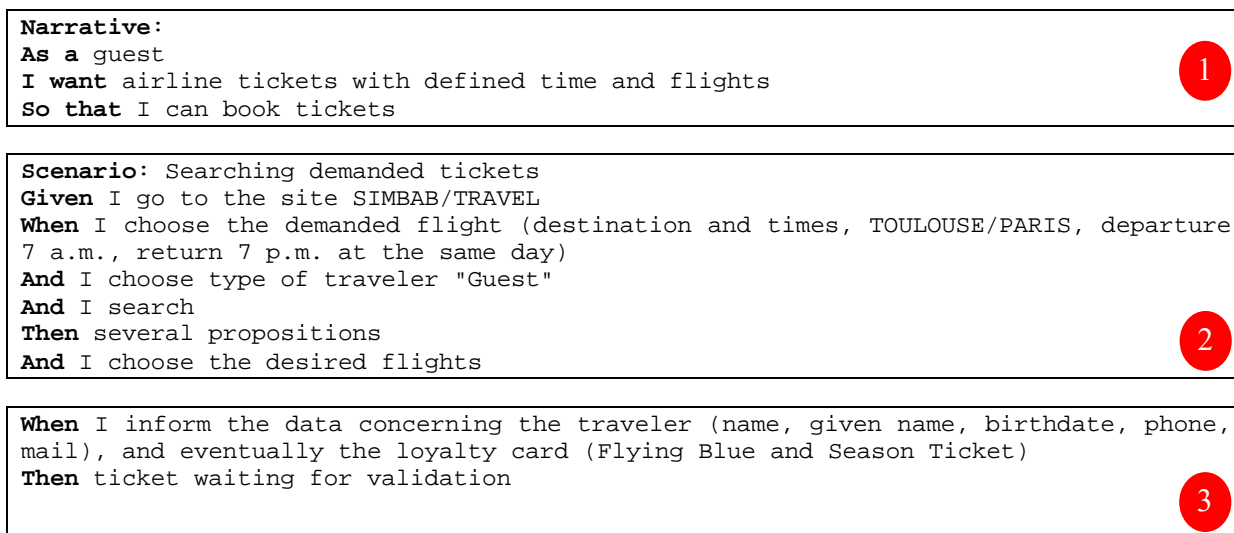 Narrative:
As a guest
I want airline tickets with defined time and flights
So that I can book tickets
1
Scenario: Searching demanded tickets
Given I go to the site SIMBAB/TRAVEL
When I choose the demanded flight (destination and times, TOULOUSE/PARIS, departure
7 a.m., return 7 p.m. at the same day)
And I choose type of traveler "Guest"
And I search
Then several propositions
And I choose the desired flights
2
When I inform the data concerning the traveler (name, given name, birthdate, phone,
mail), and eventually the loyalty card (Flying Blue and Season Ticket)
Then ticket waiting for validation
3